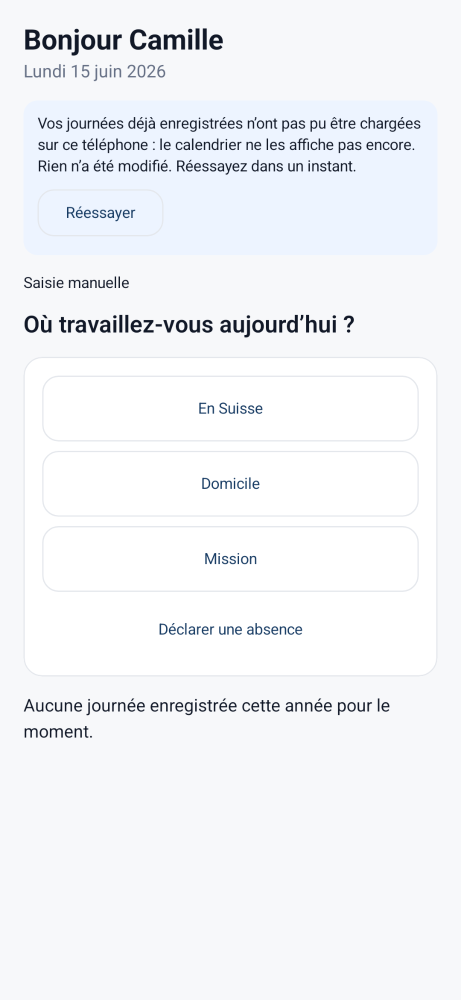 Bonjour Camille
Lundi 15 juin 2026
Vos journées déjà enregistrées n’ont pas pu être chargées
sur ce téléphone : le calendrier ne les affiche pas encore.
Rien n’a été modifié. Réessayez dans un instant.
Réessayer
Saisie manuelle
Où travaillez-vous aujourd’hui ?
En Suisse
Domicile
Mission
Déclarer une absence
Aucune journée enregistrée cette année pour le
moment.